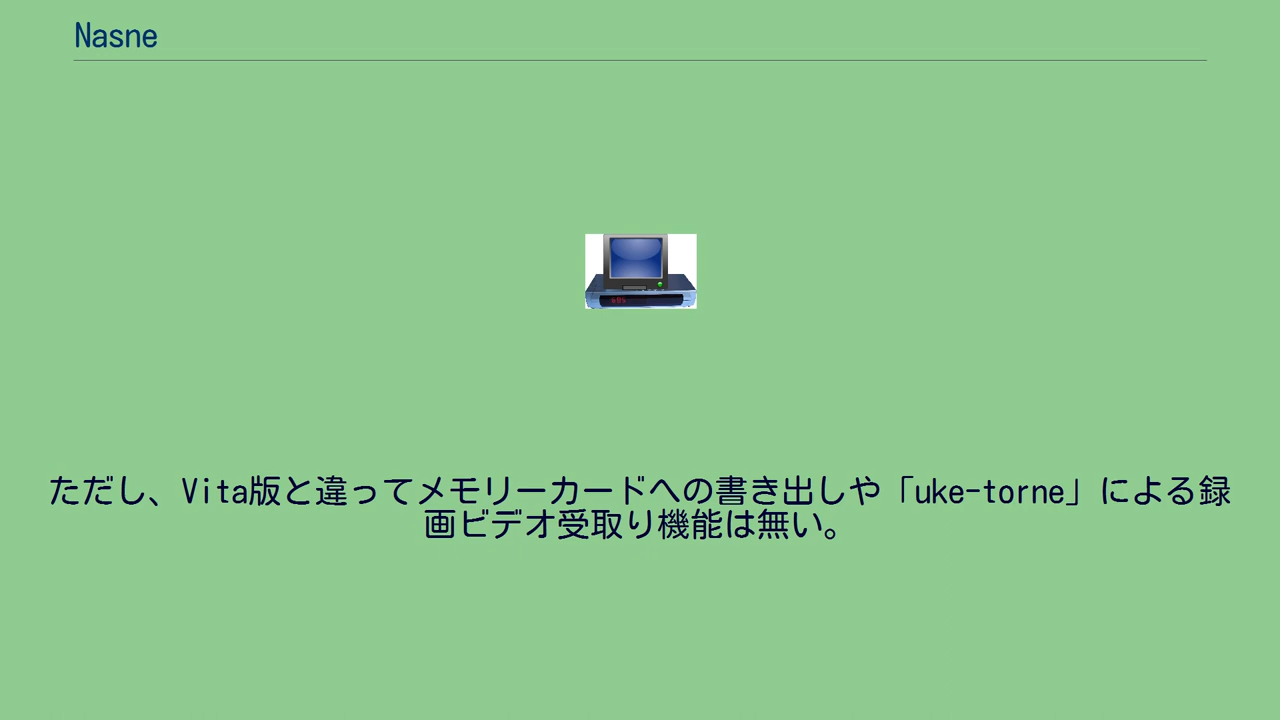 Nasne
ただし、Vita版と違ってメモリーカードへの書き出しや「uke-torne」による録
画ビデオ受取り機能は無い。